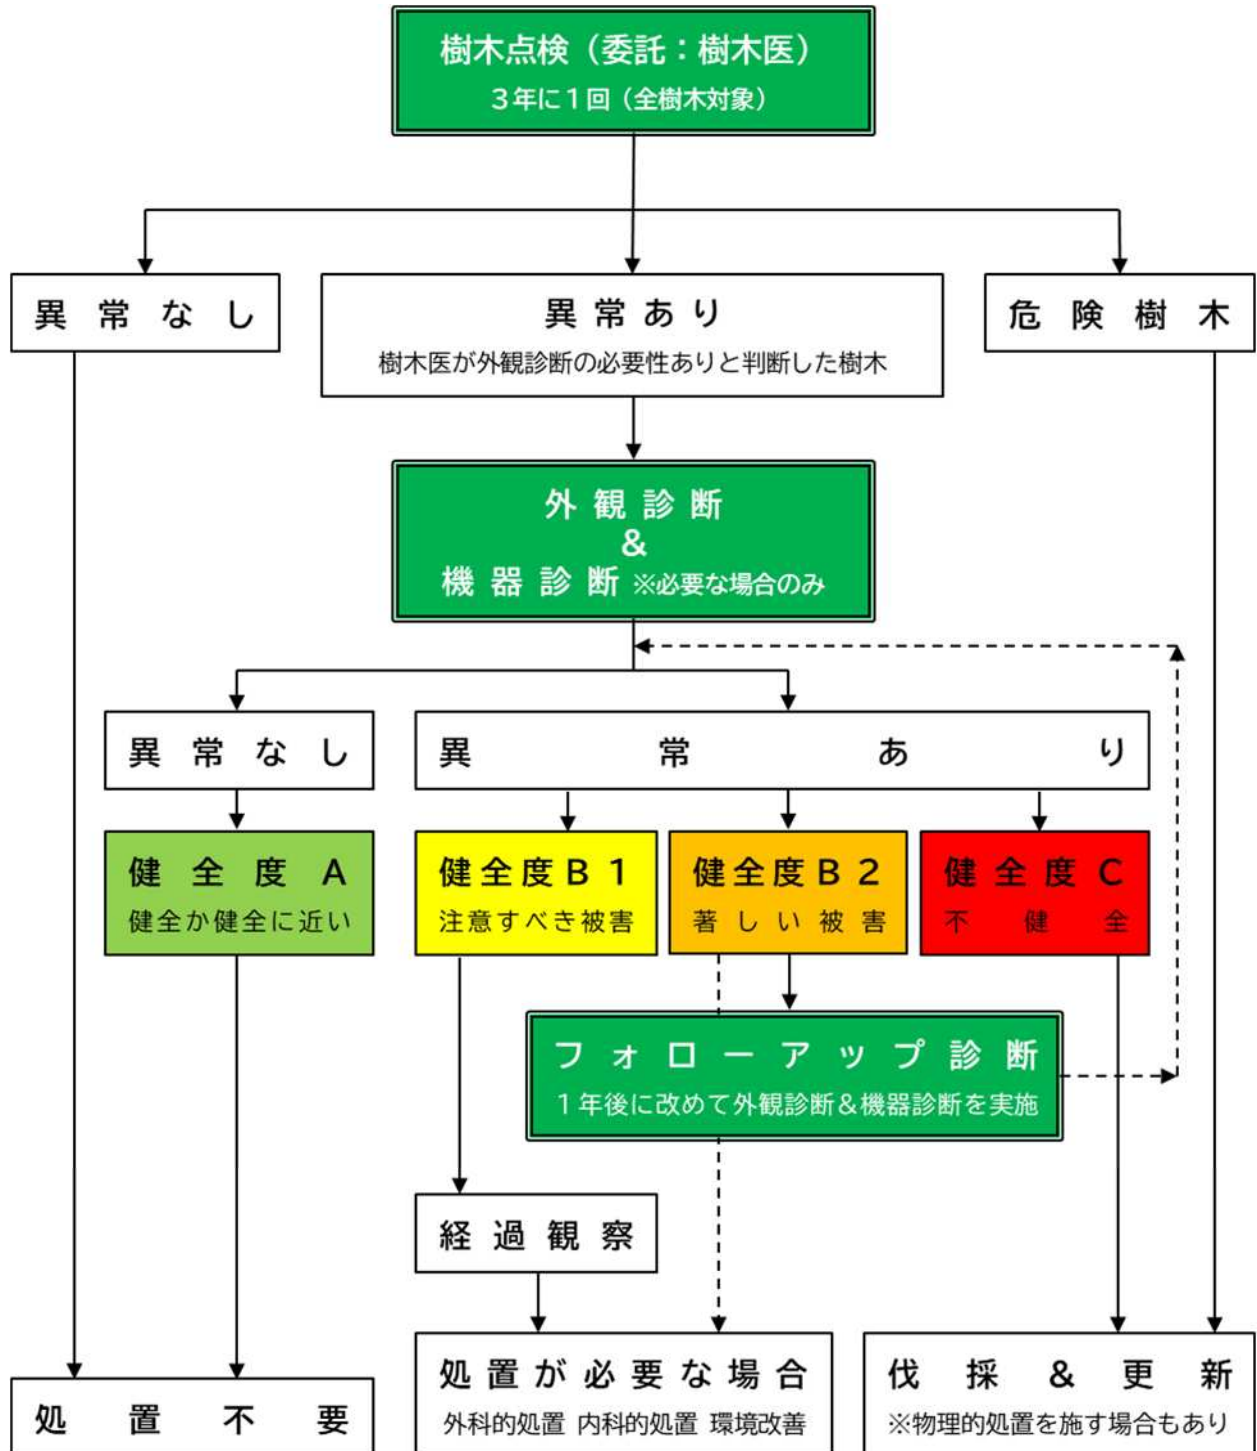 樹木点検（委託：樹木医）
３年に１回（全樹木対象）
異常なし
異常あり
樹木医が外観診断の必要性ありと判断した樹木
危険樹木
外観診断
＆
機器診断 ※必要な場合のみ
異常なし
異常あり
健全度Ａ
健全か健全に近い
健全度Ｂ１
注意すべき被害
健全度Ｂ２
著しい被害
健全度Ｃ
不健全
フォローアップ診断
１年後に改めて外観診断＆機器診断を実施
経過観察
処置不要
処置が必要な場合
外科的処置 内科的処置 環境改善
伐採＆更新
※物理的処置を施す場合もあり